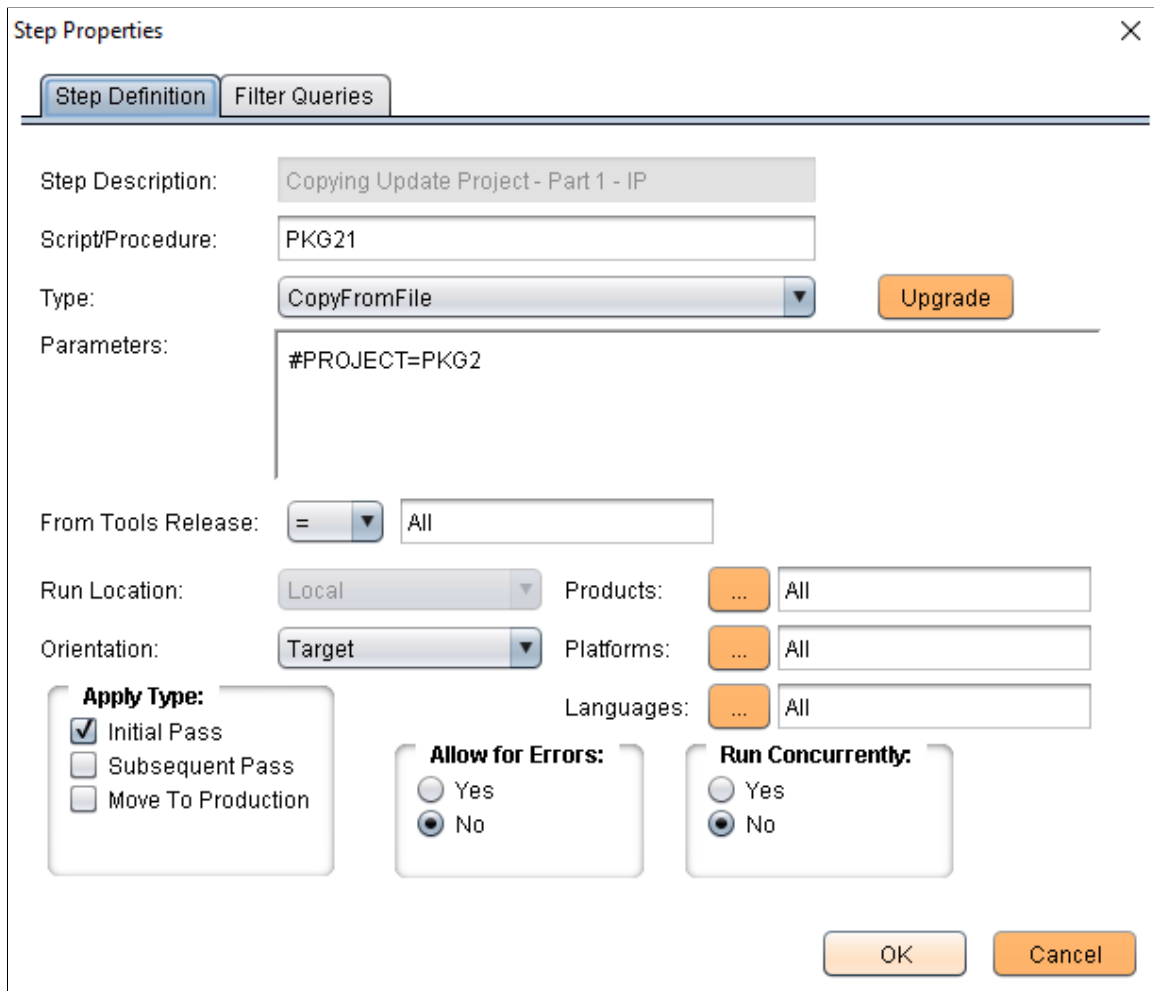 Step Properties
Step Definition Filter Queries
Step Description: Copying Update Project - Part 1 - IP
Script/Procedure: PKG21
Type: CopyFromFile Upgrade
Parameters: #PROJECT=PKG2
From Tools Release: = All
Run Location: Local Products: ... All
Orientation: Target Platforms: ... All
Languages: ... All
Apply Type:
Initial Pass
Subsequent Pass
Move To Production
Allow for Errors:
Yes
No
Run Concurrently:
Yes
No
OK Cancel